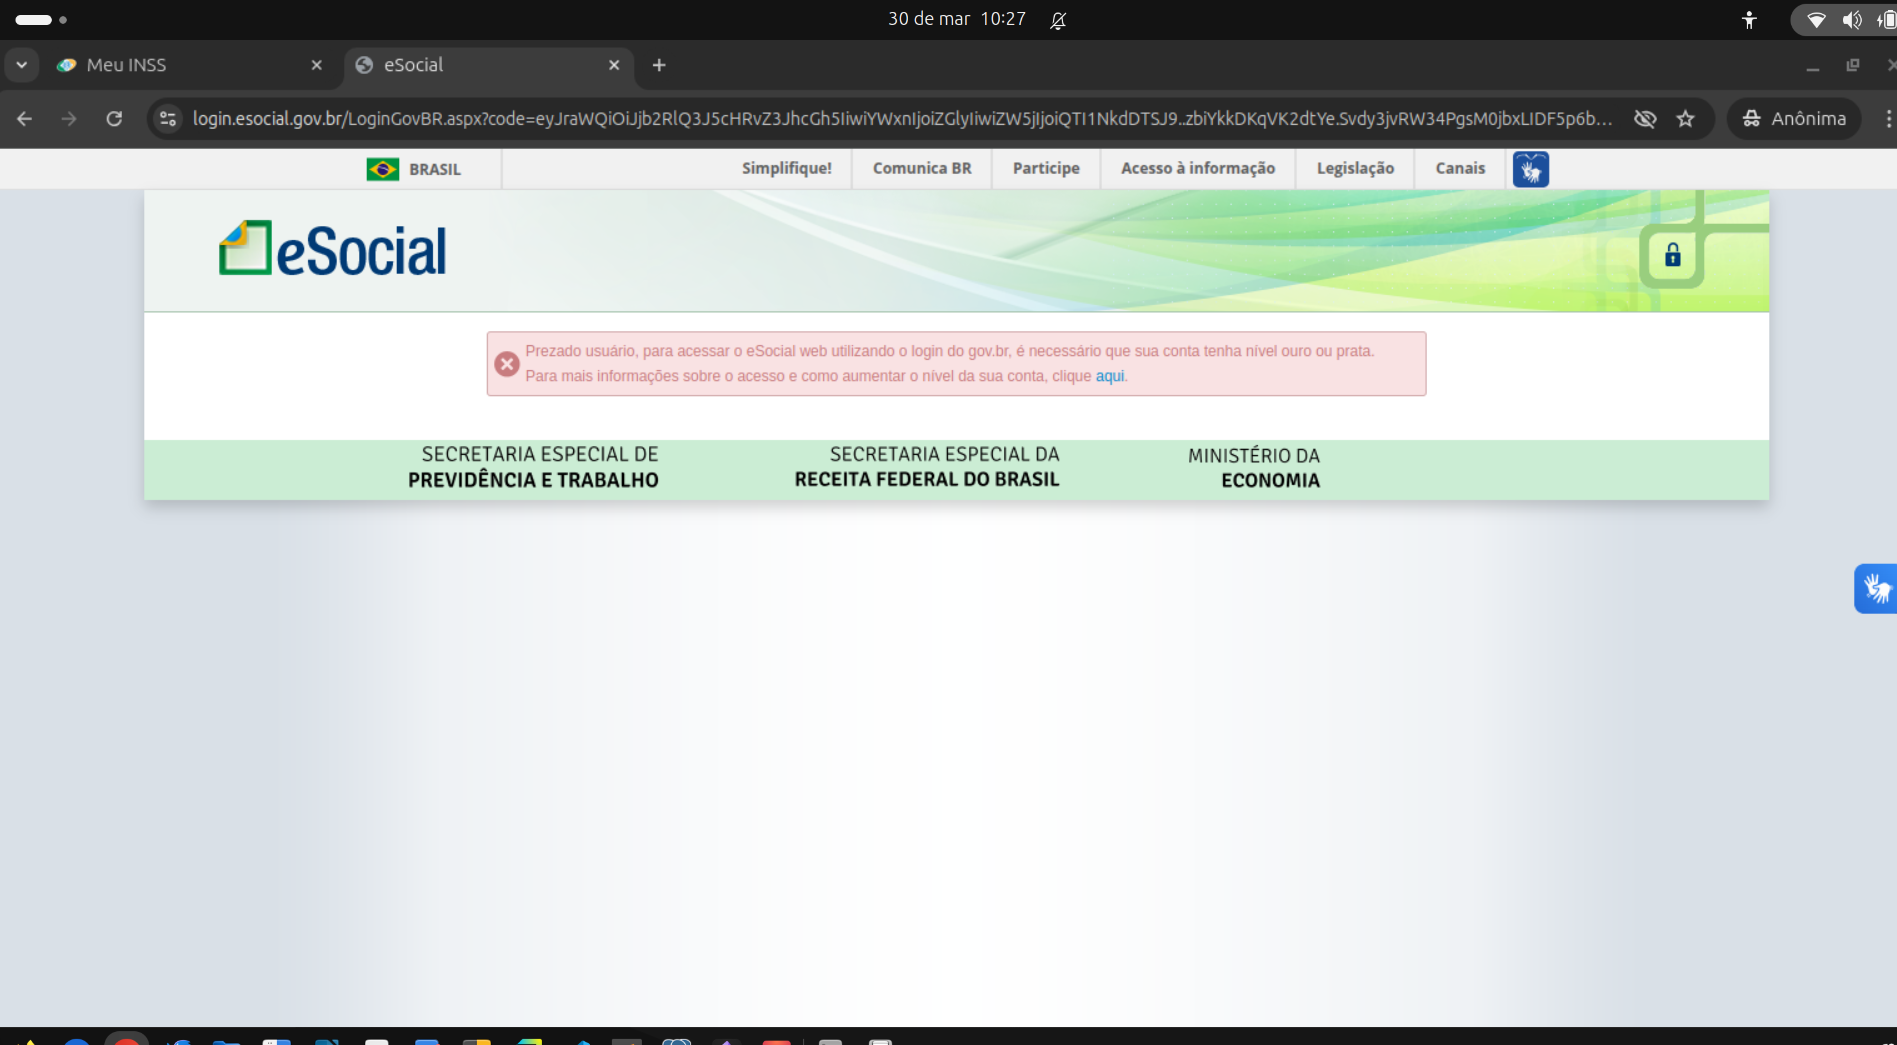 30 de mar 10:27
Meu INSS
eSocial
login.esocial.gov.br/LoginGovBR.aspx?code=eyJraWQiOiJjb2RlQ3J5cHRvZ3JhcGh5IiwiYWxnIjoiZGlyIiwiZW5jIjoiQTI1NkdDTSJ9..zbiYkkDKqVK2dtYe.Svdy3jvRW34PgsM0jbxLIDF5p6b...
Anônima
BRASIL
Simplifique!
Comunica BR
Participe
Acesso à informação
Legislação
Canais
eSocial
Prezado usuário, para acessar o eSocial web utilizando o login do gov.br, é necessário que sua conta tenha nível ouro ou prata.
Para mais informações sobre o acesso e como aumentar o nível da sua conta, clique aqui.
SECRETARIA ESPECIAL DE
PREVIDÊNCIA E TRABALHO
SECRETARIA ESPECIAL DA
RECEITA FEDERAL DO BRASIL
MINISTÉRIO DA
ECONOMIA